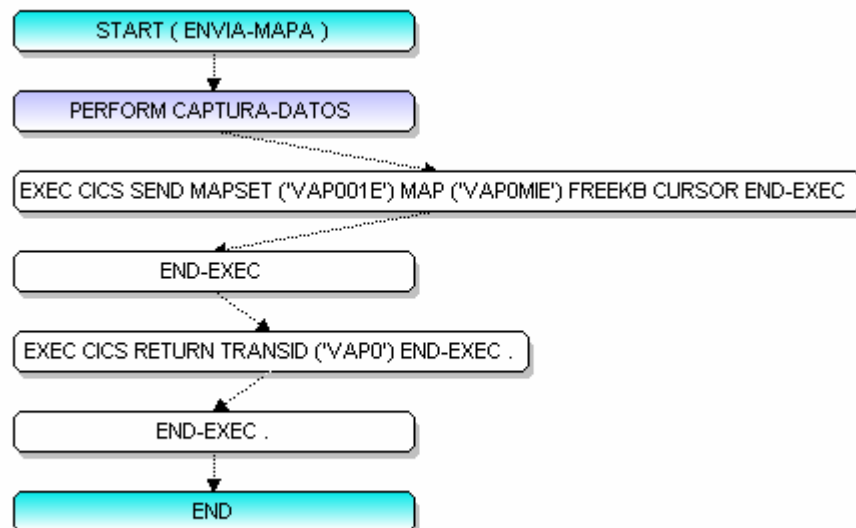 START ( ENVIA-MAPA )
PERFORM CAPTURA-DATOS
EXEC CICS SEND MAPSET ('VAP001E') MAP ('VAP0MIE') FREEKB CURSOR END-EXEC
END-EXEC
EXEC CICS RETURN TRANSID ('VAP0') END-EXEC .
END-EXEC .
END